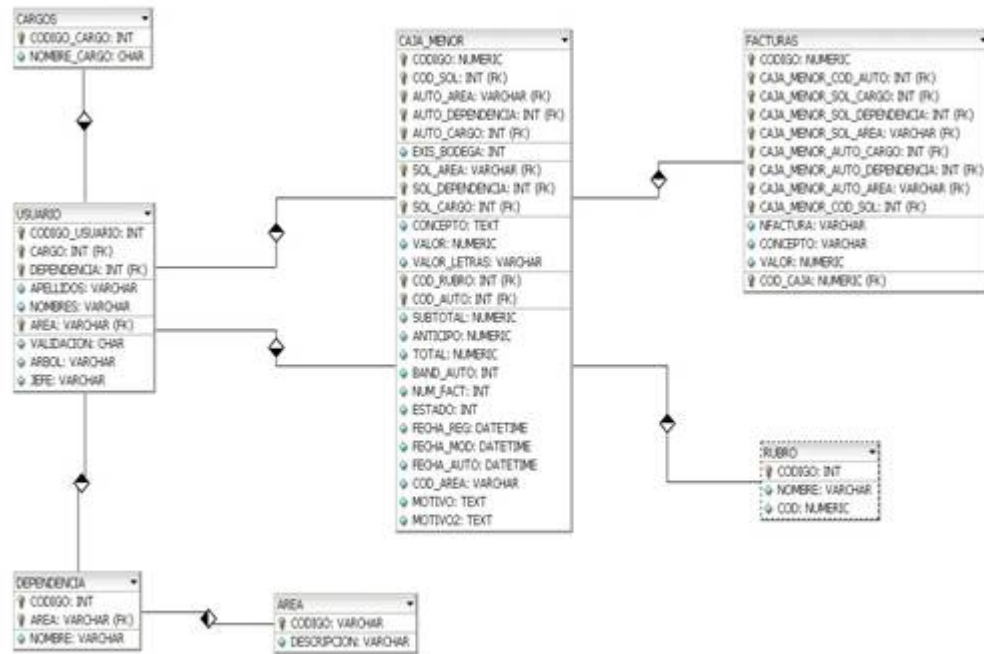 CARGOS
CODIGO_CARGO: INT
NOMBRE_CARGO: CHAR
CAJA_MENOR
CODIGO: NUMERIC
COD_SOL: INT (FK)
AUTO_AREA: VARCHAR (FK)
AUTO_DEPENDENCIA: INT (FK)
AUTO_CARGO: INT (FK)
EXIS_BODEGA: INT
SOL_AREA: VARCHAR (FK)
SOL_DEPENDENCIA: INT (FK)
SOL_CARGO: INT (FK)
CONCEPTO: TEXT
VALOR: NUMERIC
VALOR_LETRAS: VARCHAR
COD_RUBRO: INT (FK)
COD_AUTO: INT (FK)
SUBTOTAL: NUMERIC
ANTICIPO: NUMERIC
TOTAL: NUMERIC
BAND_AUTO: INT
NUM_FACT: INT
ESTADO: INT
FECHA_REG: DATETIME
FECHA_MOD: DATETIME
FECHA_AUTO: DATETIME
COD_AREA: VARCHAR
MOTIVO: TEXT
MOTIVO2: TEXT
FACTURAS
CODIGO: NUMERIC
CAJA_MENOR_COD_AUTO: INT (FK)
CAJA_MENOR_SOL_CARGO: INT (FK)
CAJA_MENOR_SOL_DEPENDENCIA: INT (FK)
CAJA_MENOR_SOL_AREA: VARCHAR (FK)
CAJA_MENOR_AUTO_CARGO: INT (FK)
CAJA_MENOR_AUTO_DEPENDENCIA: INT (FK)
CAJA_MENOR_AUTO_AREA: VARCHAR (FK)
CAJA_MENOR_COD_SOL: INT (FK)
NFACTURA: VARCHAR
CONCEPTO: VARCHAR
VALOR: NUMERIC
COD_CAJA: NUMERIC (FK)
USUARIO
CODIGO_USUARIO: INT
CARGO: INT (FK)
DEPENDENCIA: INT (FK)
APELLIDOS: VARCHAR
NOMBRES: VARCHAR
AREA: VARCHAR (FK)
VALIDACION: CHAR
ARBOL: VARCHAR
JEFE: VARCHAR
RUBRO
CODIGO: INT
NOMBRE: VARCHAR
COD: NUMERIC
DEPENDENCIA
CODIGO: INT
AREA: VARCHAR (FK)
NOMBRE: VARCHAR
AREA
CODIGO: VARCHAR
DESCRIPCION: VARCHAR